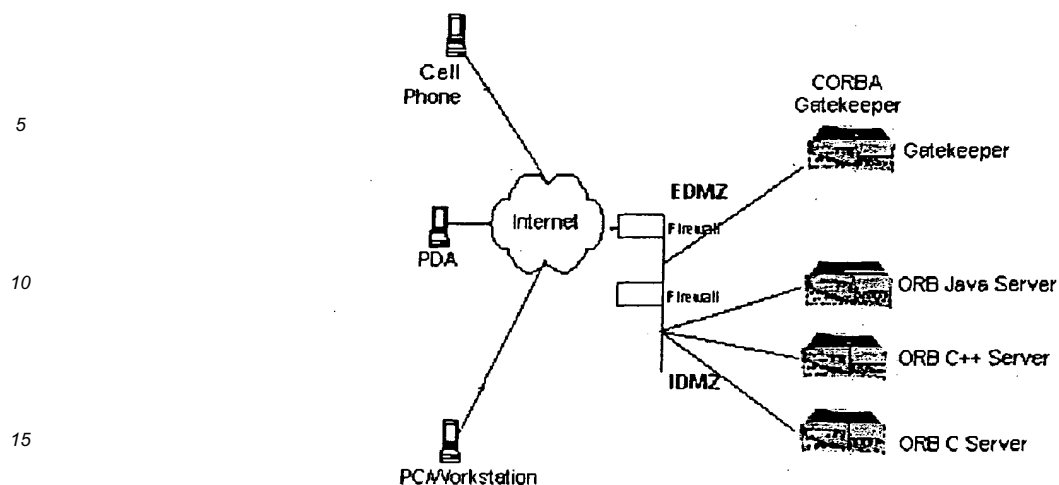 Cell
Phone
CORBA
Gatekeeper
5
Gatekeeper
EDMZ
Internet
Firewall
PDA
10
Firewall
ORB Java Server
ORB C++ Server
IDMZ
15
ORB C Server
PC/Workstation